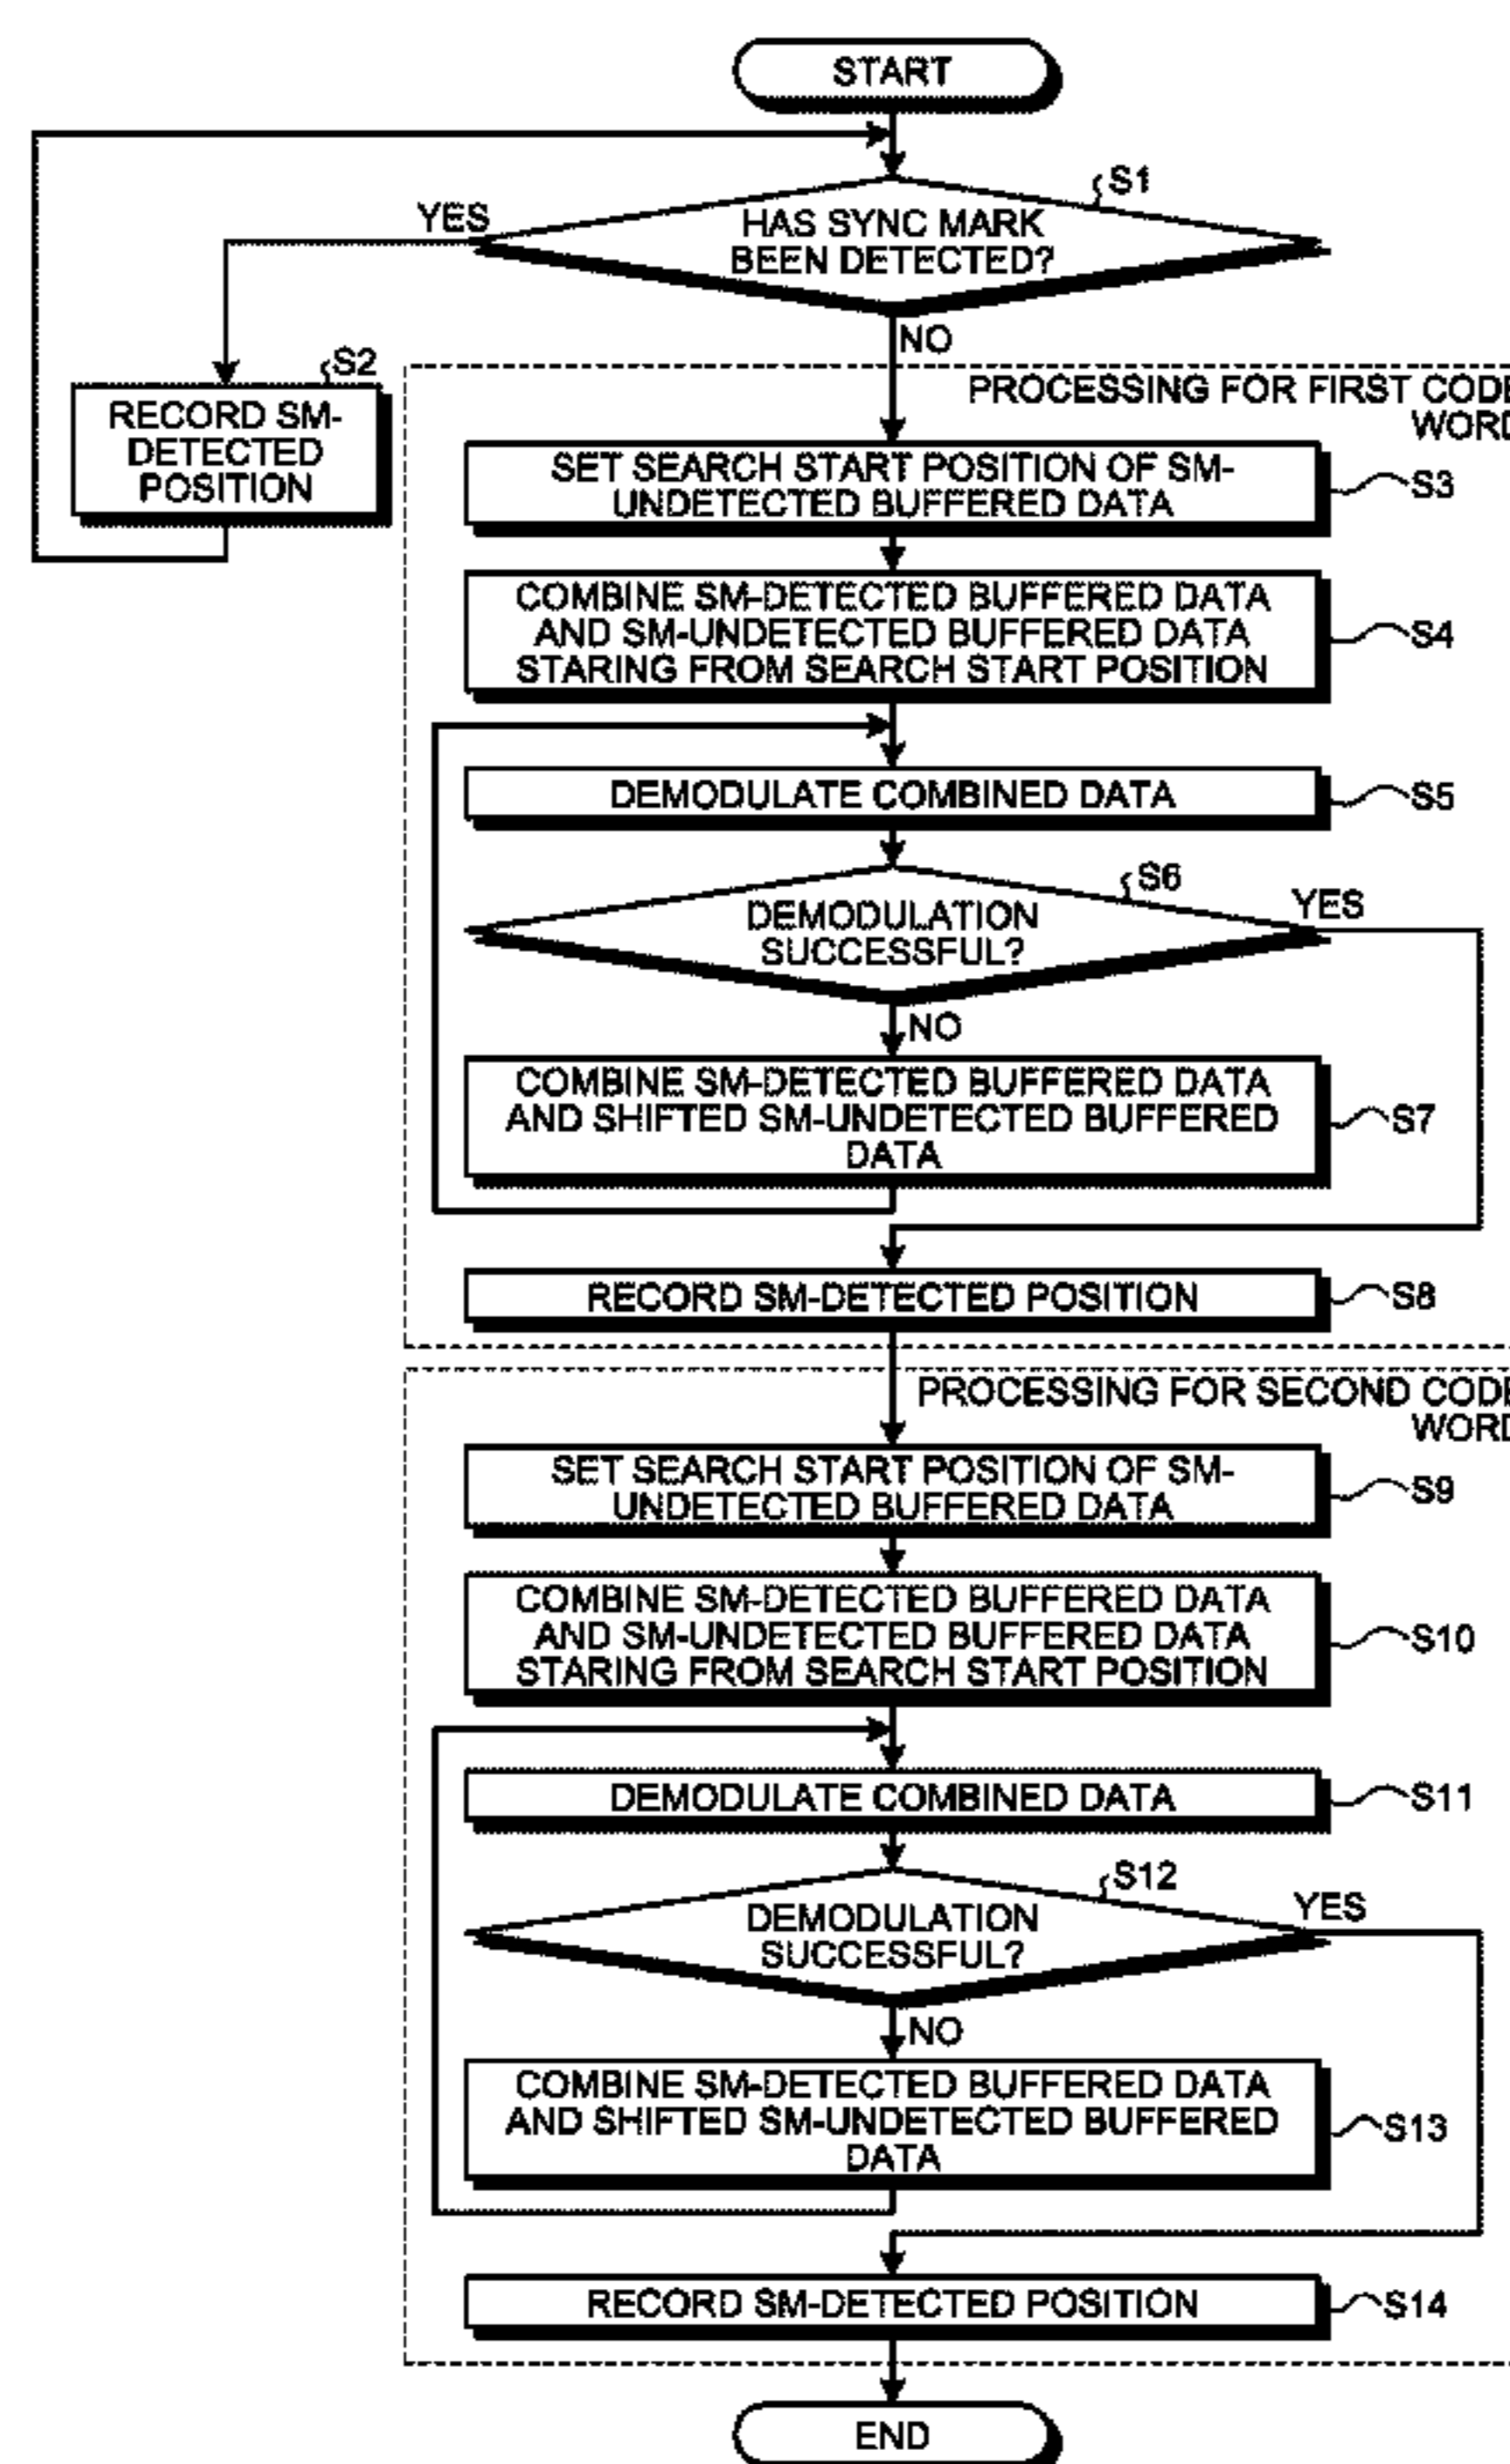 START
S1
HAS SYNC MARK
BEEN DETECTED?
YES
NO
S2
RECORD SM-
DETECTED
POSITION
PROCESSING FOR FIRST CODE
WORD
SET SEARCH START POSITION OF SM-
UNDETECTED BUFFERED DATA
S3
COMBINE SM-DETECTED BUFFERED DATA
AND SM-UNDETECTED BUFFERED DATA
STARING FROM SEARCH START POSITION
S4
DEMODULATE COMBINED DATA
S5
S6
DEMODULATION
SUCCESSFUL?
YES
NO
COMBINE SM-DETECTED BUFFERED DATA
AND SHIFTED SM-UNDETECTED BUFFERED
DATA
S7
RECORD SM-DETECTED POSITION
S8
PROCESSING FOR SECOND CODE
WORD
SET SEARCH START POSITION OF SM-
UNDETECTED BUFFERED DATA
S9
COMBINE SM-DETECTED BUFFERED DATA
AND SM-UNDETECTED BUFFERED DATA
STARING FROM SEARCH START POSITION
S10
DEMODULATE COMBINED DATA
S11
S12
DEMODULATION
SUCCESSFUL?
YES
NO
COMBINE SM-DETECTED BUFFERED DATA
AND SHIFTED SM-UNDETECTED BUFFERED
DATA
S13
RECORD SM-DETECTED POSITION
S14
END